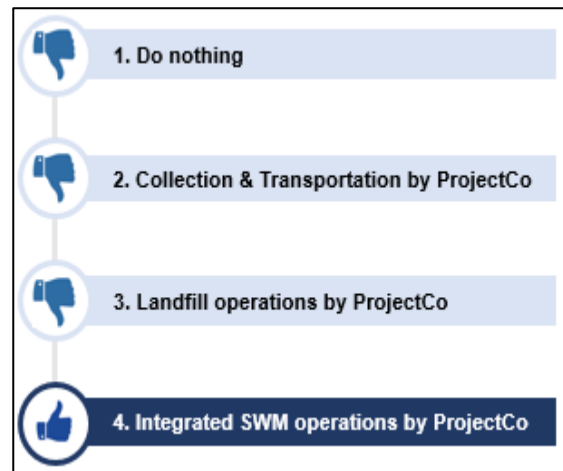 1. Do nothing
2. Collection & Transportation by ProjectCo
3. Landfill operations by ProjectCo
4. Integrated SWM operations by ProjectCo